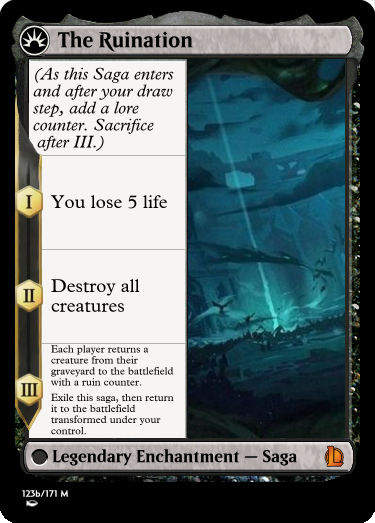 The Ruination
(As this Saga enters
and after your draw
step, add a lore
counter. Sacrifice
after III.)
I
You lose 5 life
II
Destroy all
creatures
III
Each player returns a
creature from their
graveyard to the battlefield
with a ruin counter.
Exile this saga, then return
it to the battlefield
transformed under your
control.
Legendary Enchantment — Saga
123b/171 M